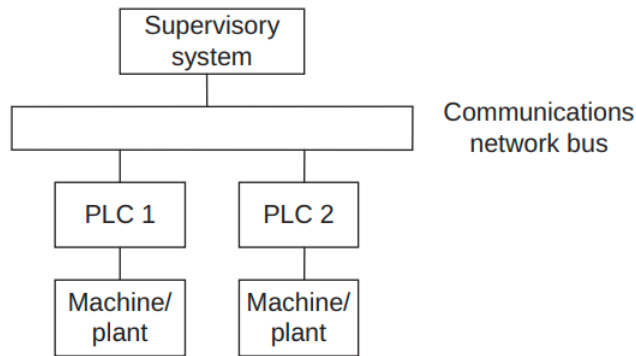 Supervisory
system
Communications
network bus
PLC 1
PLC 2
Machine/
plant
Machine/
plant